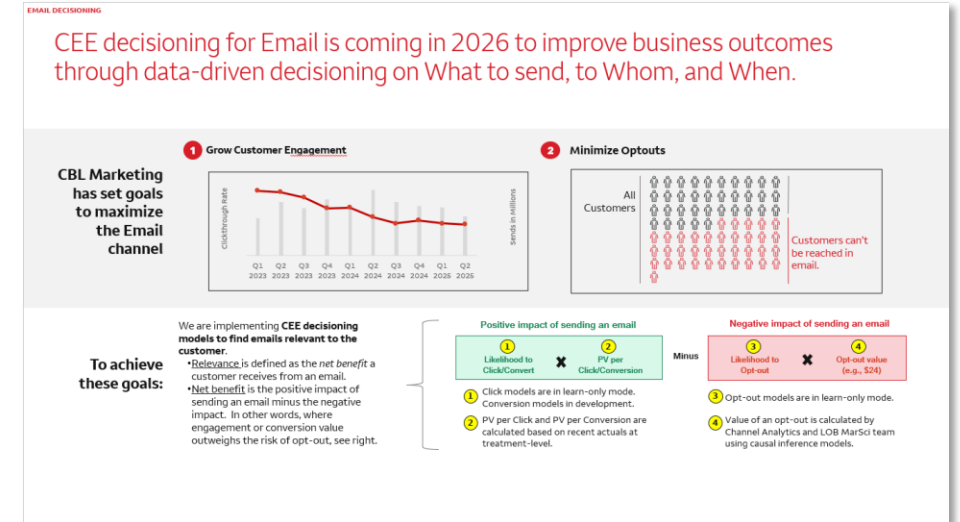 EMAIL DECISIONING
CEE decisioning for Email is coming in 2026 to improve business outcomes
through data-driven decisioning on What to send, to Whom, and When.
CBL Marketing
has set goals
to maximize
the Email
channel
1 Grow Customer Engagement
Clickthrough Rate
Sends in Millions
Q1 Q2 Q3 Q4 Q1 Q2 Q3 Q4 Q1 Q2
2023 2023 2023 2023 2024 2024 2024 2024 2025 2025
2 Minimize Optouts
All
Customers
Customers can't
be reached in
email.
To achieve
these goals:
We are implementing CEE decisioning
models to find emails relevant to the
customer.
•Relevance is defined as the net benefit a
customer receives from an email.
•Net benefit is the positive impact of
sending an email minus the negative
impact. In other words, where
engagement or conversion value
outweighs the risk of opt-out, see right.
Positive impact of sending an email
1
Likelihood to
Click/Convert
✖
2
PV per
Click/Conversion
1 Click models are in learn-only mode.
Conversion models in development.
2 PV per Click and PV per Conversion are
calculated based on recent actuals at
treatment-level.
Minus
Negative impact of sending an email
3
Likelihood to
Opt-out
✖
4
Opt-out value
(e.g., $24)
3 Opt-out models are in learn-only mode.
4 Value of an opt-out is calculated by
Channel Analytics and LOB MarSci team
using causal inference models.